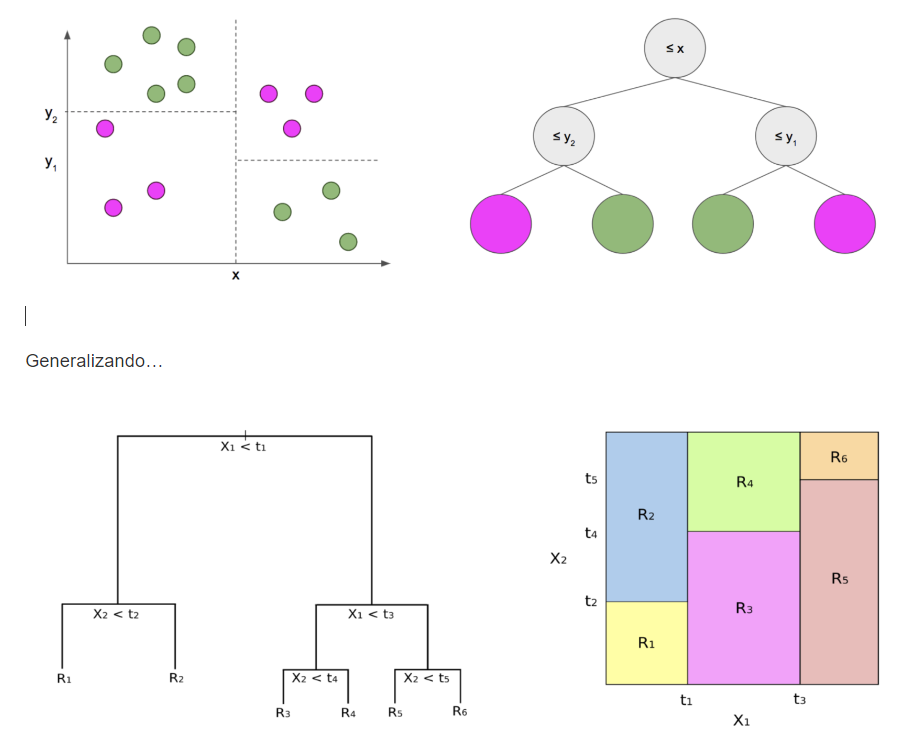 y2
y1
x
≤ x
≤ y2
≤ y1
Generalizando…
X1 < t1
X2 < t2
X1 < t3
R1
R2
X2 < t4
X2 < t5
R3
R4
R5
R6
X2
t5
t4
t2
R2
R4
R6
R1
R3
R5
t1
t3
X1